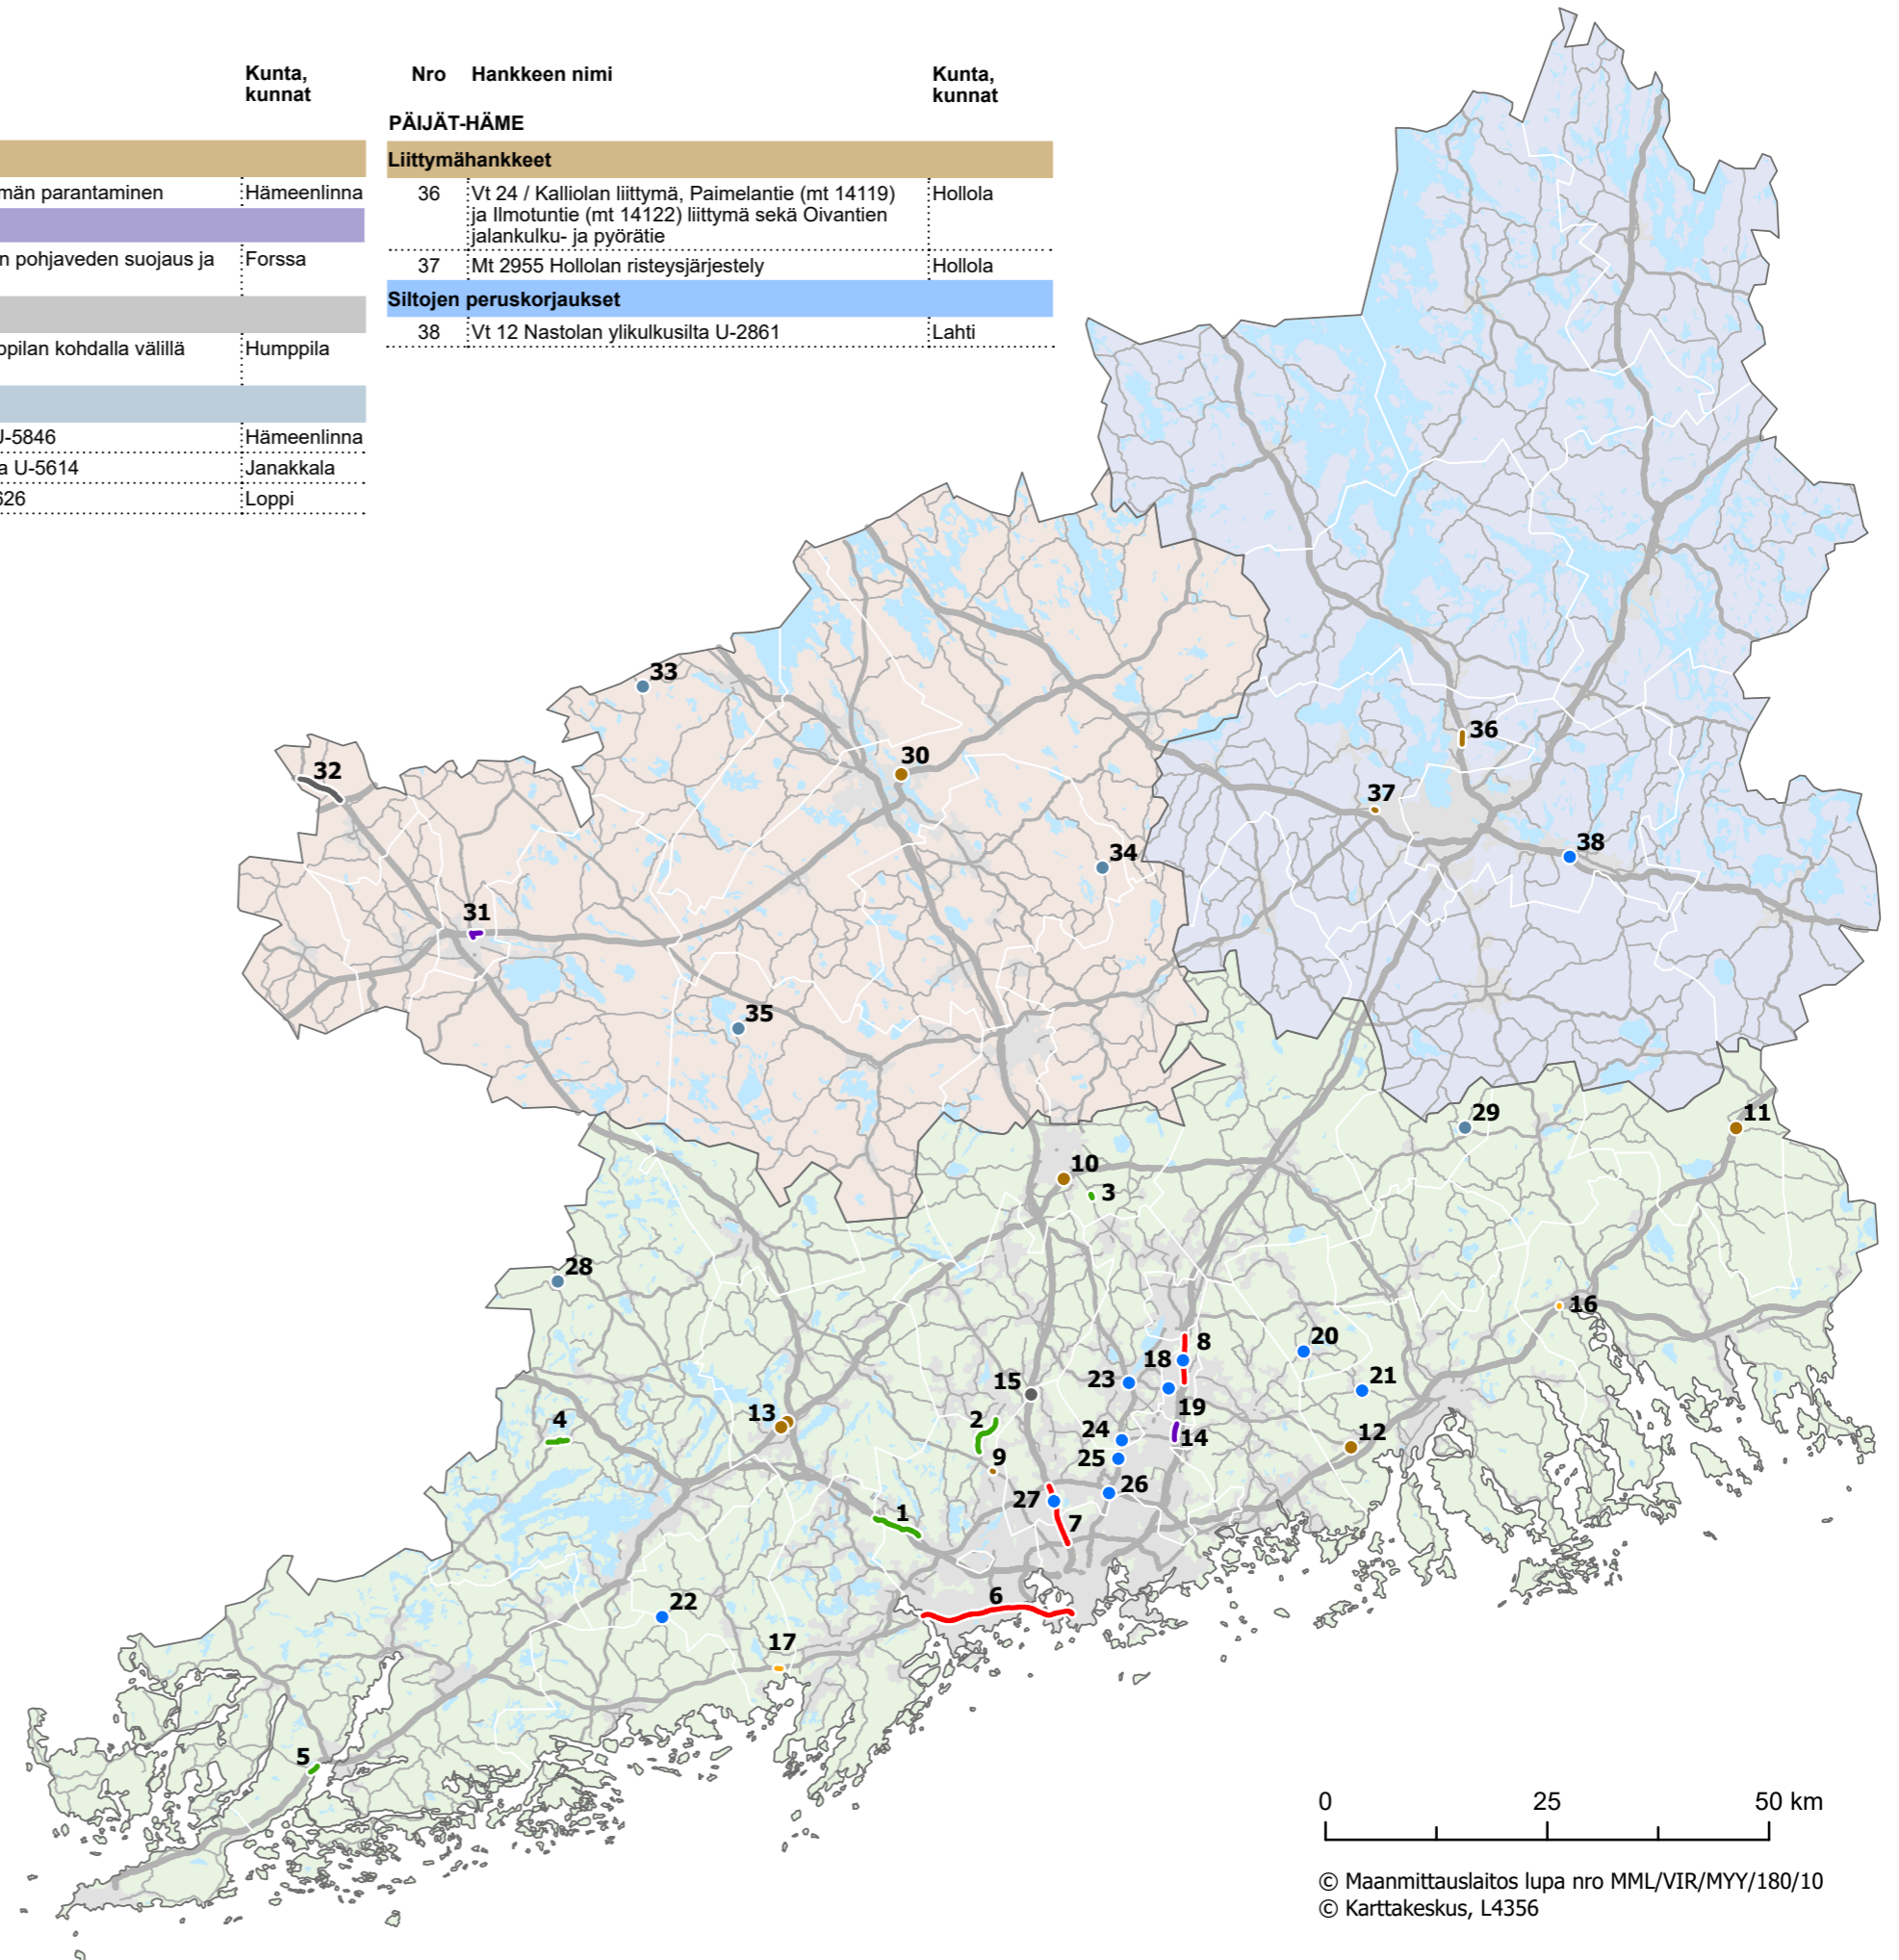 Kunta,
kunnat
män parantaminen Hämeenlinna
n pohjaveden suojaus ja Forssa
ppilan kohdalla välillä Humppila
U-5846 Hämeenlinna
a U-5614 Janakkala
626 Loppi
Nro Hankkeen nimi Kunta,
kunnat
PÄIJÄT-HÄME
Liittymähankkeet
36 Vt 24 / Kalliolan liittymä, Paimelantie (mt 14119) Hollola
ja Ilmotuntie (mt 14122) liittymä sekä Oivantien
jalankulku- ja pyörätie
37 Mt 2955 Hollolan risteysjärjestely Hollola
Siltojen peruskorjaukset
38 Vt 12 Nastolan ylikulkusilta U-2861 Lahti
33
36
30
32
37
38
34
31
35
29
11
10
3
28
16
8
20
18
15
23
21
13
2
19
4
24
14
12
9
25
26
27
1
7
6
22
17
5
0 25 50 km
© Maanmittauslaitos lupa nro MML/VIR/MYY/180/10
© Karttakeskus, L4356